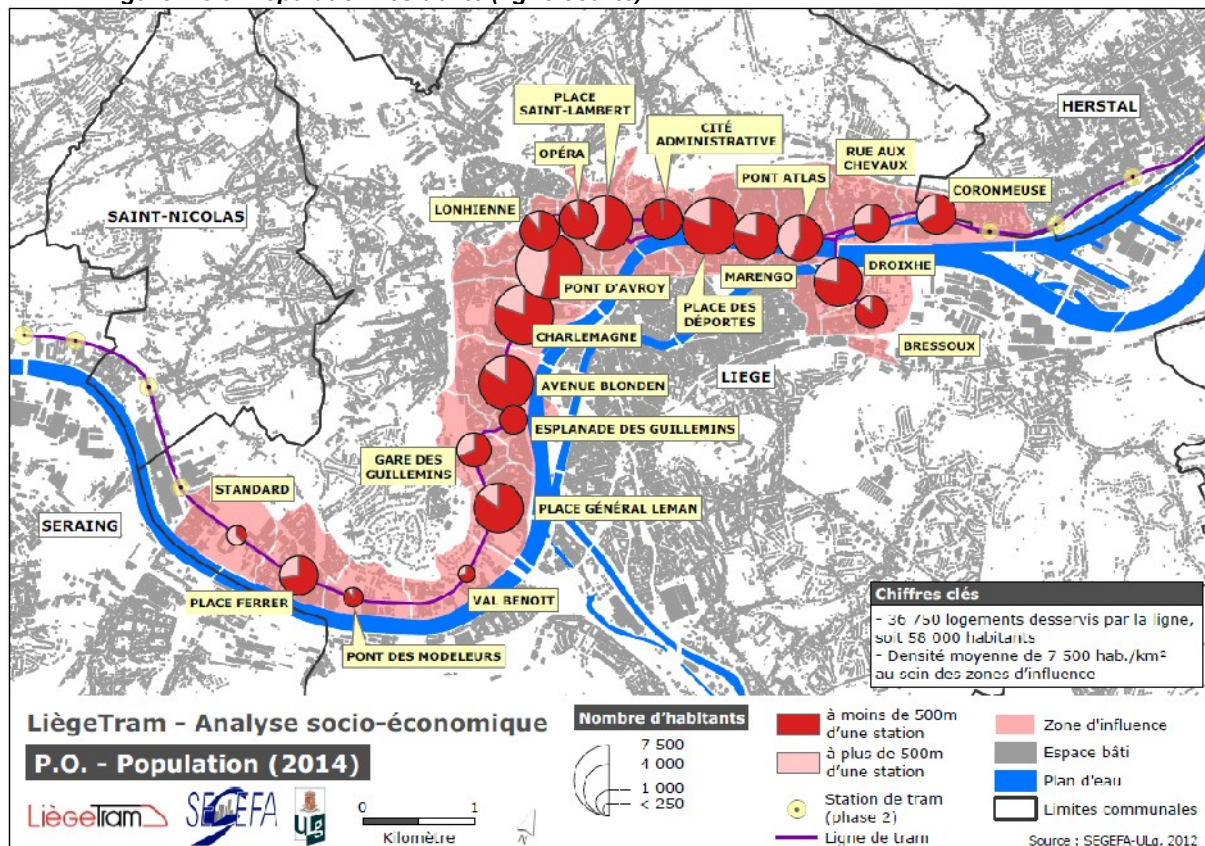 SAINT-NICOLAS
SERAING
HERSTAL
LIEGE
PLACE
SAINT-LAMBERT
OPÉRA
CITÉ
ADMINISTRATIVE
PONT ATLAS
RUE AUX
CHEVAUX
CORONMEUSE
LONHIENNE
PONT D'AVROY
PLACE DES
DÉPORTES
MARENGO
DROIXHE
BRESSOUX
CHARLEMAGNE
AVENUE BLONDEN
ESPLANADE DES GUILLEMINS
GARE DES
GUILLEMINS
PLACE GÉNÉRAL LEMAN
STANDARD
PLACE FERRER
PONT DES MODELEURS
VAL BENOIT
Chiffres clés
- 36 750 logements desservis par la ligne,
soit 58 000 habitants
- Densité moyenne de 7 500 hab./km²
au sein des zones d'influence
LiègeTram - Analyse socio-économique
P.O. - Population (2014)
LiègeTram
SEGEFA
ULg
0 1
Kilomètre
N
Nombre d'habitants
7 500
4 000
1 000
< 250
à moins de 500m
d'une station
à plus de 500m
d'une station
Station de tram
(phase 2)
Ligne de tram
Zone d'influence
Espace bâti
Plan d'eau
Limites communales
Source : SEGEFA-ULg, 2012